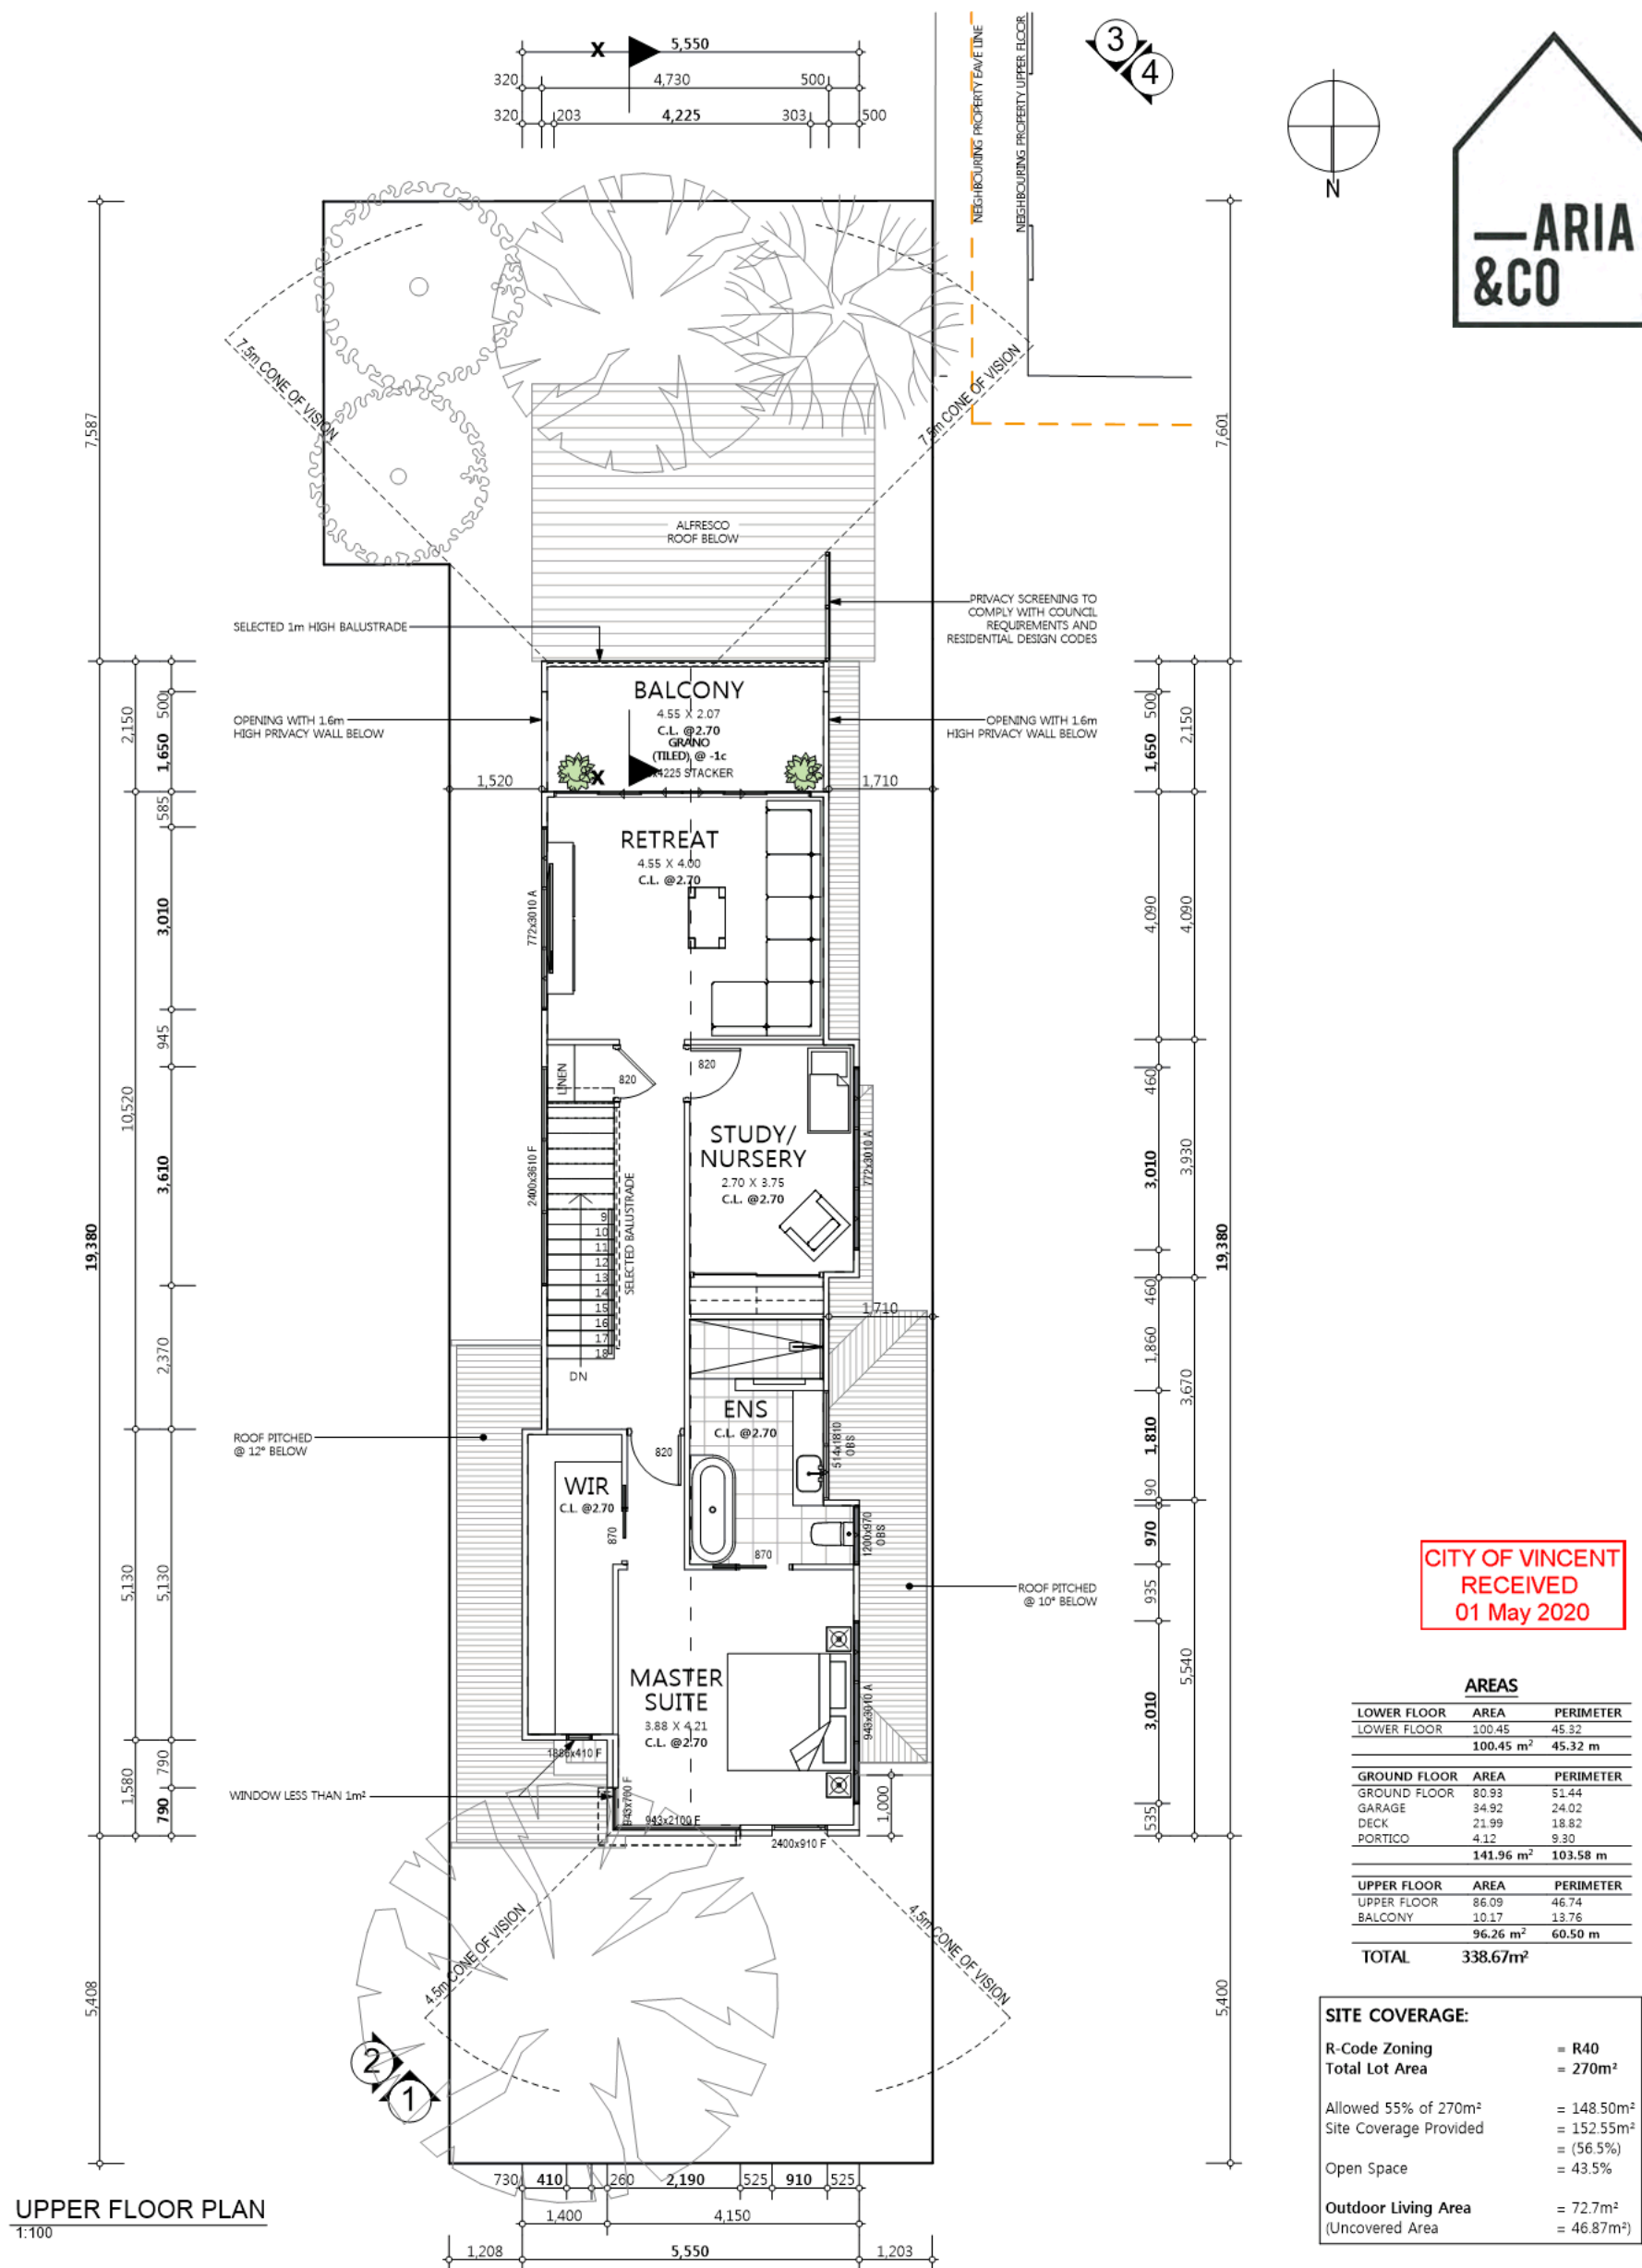 X
5,550
320
4,730
500
320
203
4,225
303
500
NEIGHBOURING PROPERTY EAVE LINE
NEIGHBOURING PROPERTY UPPER FLOOR
3
4
N
—ARIA
&CO
7.5m CONE OF VISION
7.5m CONE OF VISION
7,587
7,601
ALFRESCO
ROOF BELOW
PRIVACY SCREENING TO
COMPLY WITH COUNCIL
REQUIREMENTS AND
RESIDENTIAL DESIGN CODES
SELECTED 1m HIGH BALUSTRADE
OPENING WITH 1.6m
HIGH PRIVACY WALL BELOW
OPENING WITH 1.6m
HIGH PRIVACY WALL BELOW
BALCONY
4.55 X 2.07
C.L. @2.70
GRANO
(TILED) @ -1c
4225 STACKER
X
1,520
1,710
2,150
500
1,650
585
3,010
945
3,610
2,370
10,520
19,380
5,130
5,130
1,580
790
790
5,408
500
1,650
2,150
4,090
4,090
460
3,010
3,930
460
1,860
1,810
3,670
90
970
935
3,010
5,540
535
19,380
5,400
RETREAT
4.55 X 4.00
C.L. @2.70
772x3010 A
LINEN
820
820
STUDY/
NURSERY
2.70 X 3.75
C.L. @2.70
772x3010 A
2400x3610 F
SELECTED BALUSTRADE
9
10
11
12
13
14
15
16
17
18
DN
1,710
ENS
C.L. @2.70
514x1810
OBS
820
WIR
C.L. @2.70
870
870
1200x970
OBS
ROOF PITCHED
@ 12° BELOW
ROOF PITCHED
@ 10° BELOW
MASTER
SUITE
3.88 X 4.21
C.L. @2.70
943x3010 A
1886x410 F
WINDOW LESS THAN 1m²
943x700 F
943x2100 F
2400x910 F
1,000
4.5m CONE OF VISION
4.5m CONE OF VISION
2
1
730
410
260
2,190
525
910
525
1,400
4,150
1,208
5,550
1,203
UPPER FLOOR PLAN
1:100
CITY OF VINCENT
RECEIVED
01 May 2020
AREAS
LOWER FLOOR AREA PERIMETER
LOWER FLOOR 100.45 45.32
100.45 m² 45.32 m
GROUND FLOOR AREA PERIMETER
GROUND FLOOR 80.93 51.44
GARAGE 34.92 24.02
DECK 21.99 18.82
PORTICO 4.12 9.30
141.96 m² 103.58 m
UPPER FLOOR AREA PERIMETER
UPPER FLOOR 86.09 46.74
BALCONY 10.17 13.76
96.26 m² 60.50 m
TOTAL 338.67m²
SITE COVERAGE:
R-Code Zoning = R40
Total Lot Area = 270m²
Allowed 55% of 270m² = 148.50m²
Site Coverage Provided = 152.55m²
= (56.5%)
Open Space = 43.5%
Outdoor Living Area = 72.7m²
(Uncovered Area = 46.87m²)